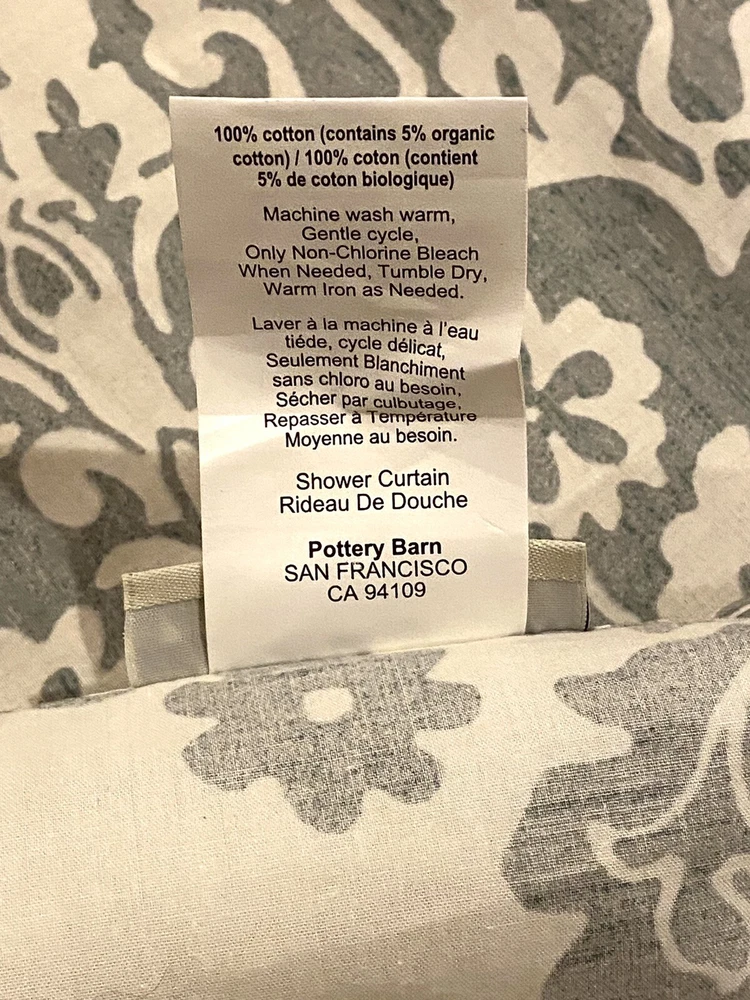 100% cotton (contains 5% organic
cotton) / 100% coton (contient
5% de coton biologique)
Machine wash warm,
Gentle cycle,
Only Non-Chlorine Bleach
When Needed, Tumble Dry,
Warm Iron as Needed.
Laver à la machine à l'eau
tiéde, cycle délicat,
Seulement Blanchiment
sans chloro au besoin,
Sécher par culbutage,
Repasser à Température
Moyenne au besoin.
Shower Curtain
Rideau De Douche
Pottery Barn
SAN FRANCISCO
CA 94109